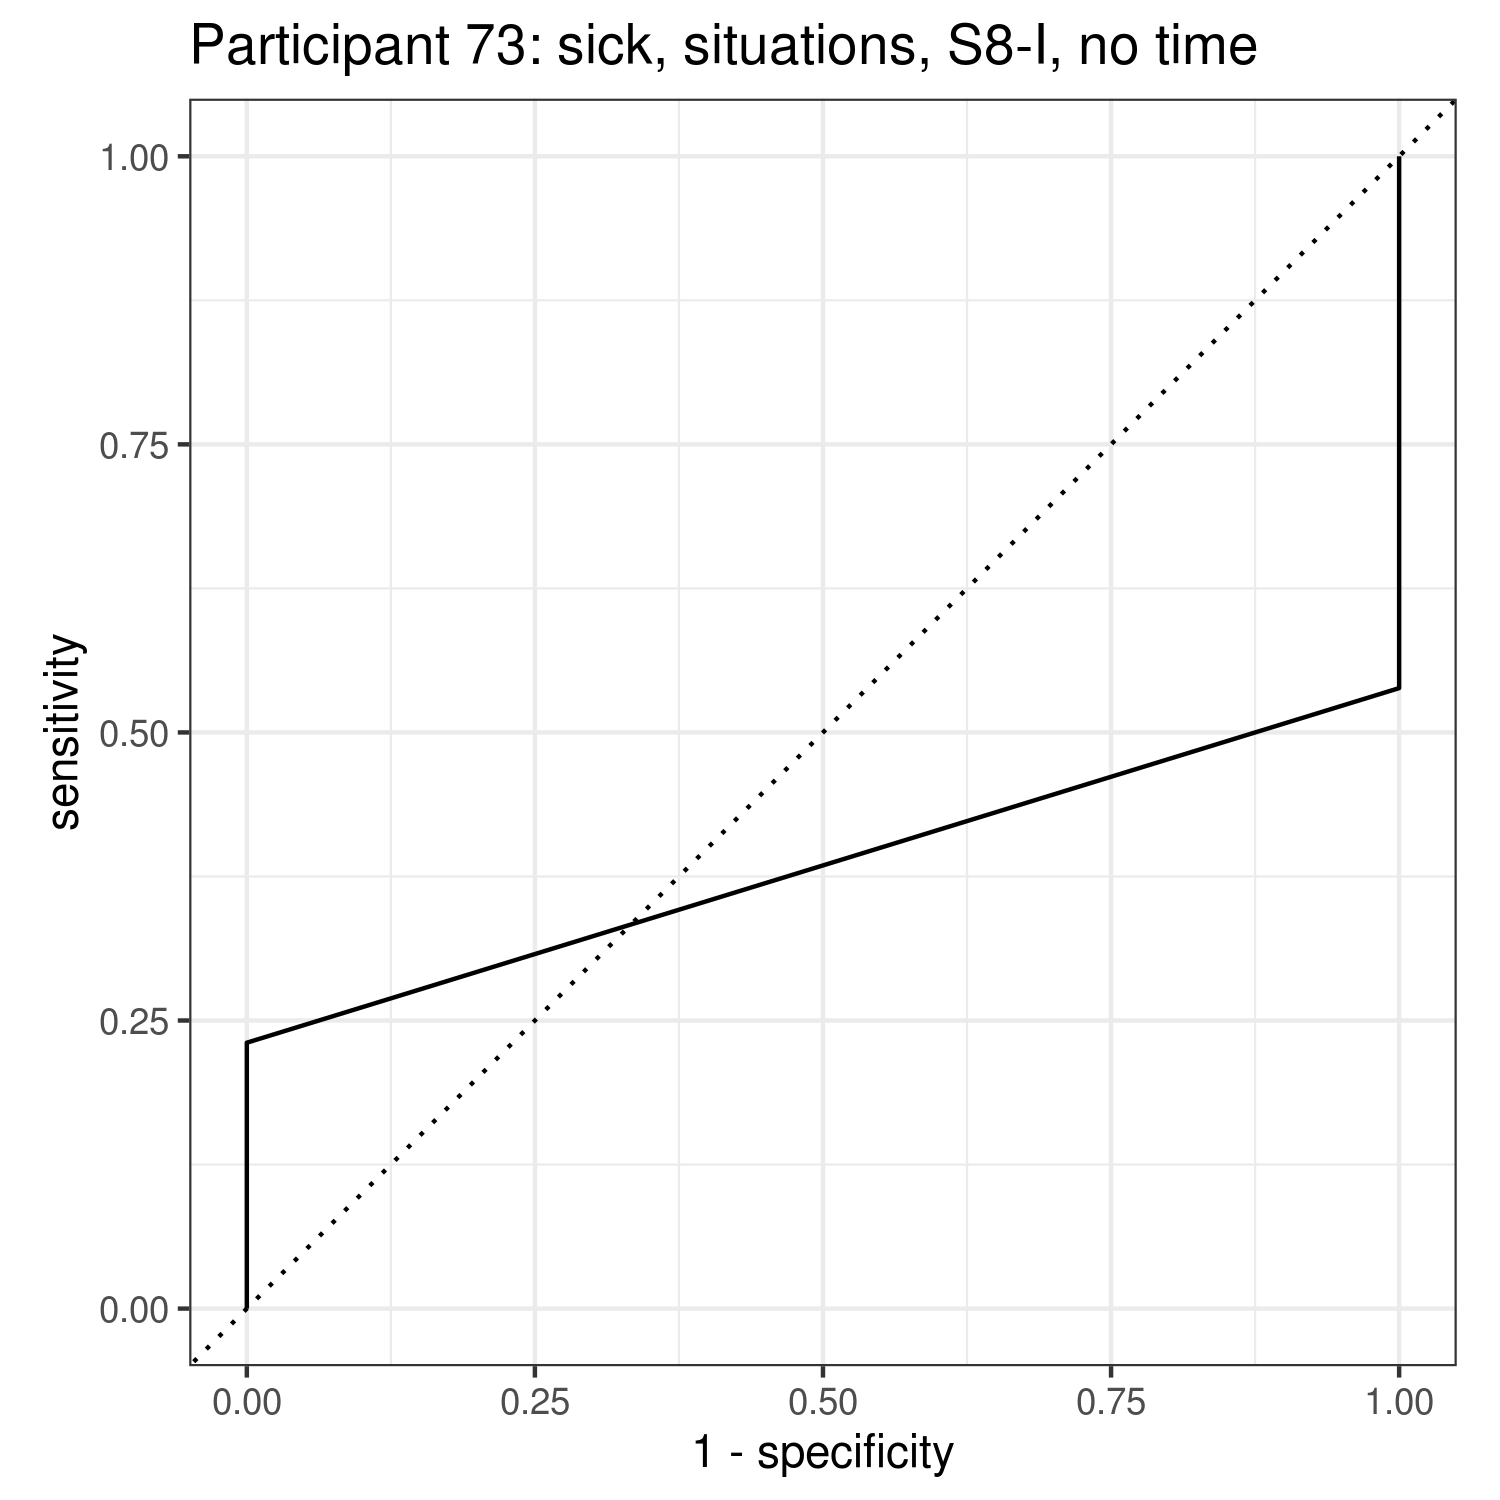 Participant 73: sick, situations, S8-I, no time
1.00
0.75
0.50
0.25
0.00
sensitivity
0.00 0.25 0.50 0.75 1.00
1 - specificity